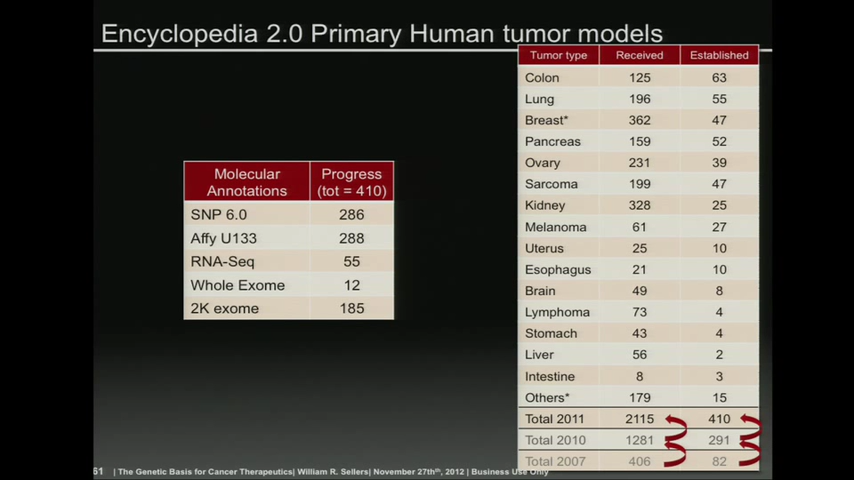 Encyclopedia 2.0 Primary Human tumor models
Molecular Annotations Progress (tot = 410)
SNP 6.0 286
Affy U133 288
RNA-Seq 55
Whole Exome 12
2K exome 185
Tumor type Received Established
Colon 125 63
Lung 196 55
Breast* 362 47
Pancreas 159 52
Ovary 231 39
Sarcoma 199 47
Kidney 328 25
Melanoma 61 27
Uterus 25 10
Esophagus 21 10
Brain 49 8
Lymphoma 73 4
Stomach 43 4
Liver 56 2
Intestine 8 3
Others* 179 15
Total 2011 2115 410
Total 2010 1281 291
Total 2007 406 82
61 | The Genetic Basis for Cancer Therapeutics| William R. Sellers| November 27th, 2012 | Business Use Only